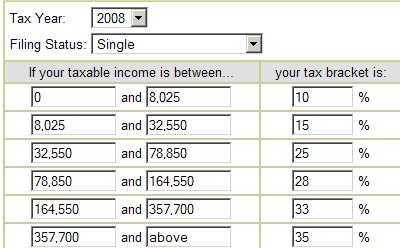 Tax Year: 2008
Filing Status: Single
If your taxable income is between... your tax bracket is:
0 and 8,025 10 %
8,025 and 32,550 15 %
32,550 and 78,850 25 %
78,850 and 164,550 28 %
164,550 and 357,700 33 %
357,700 and above 35 %